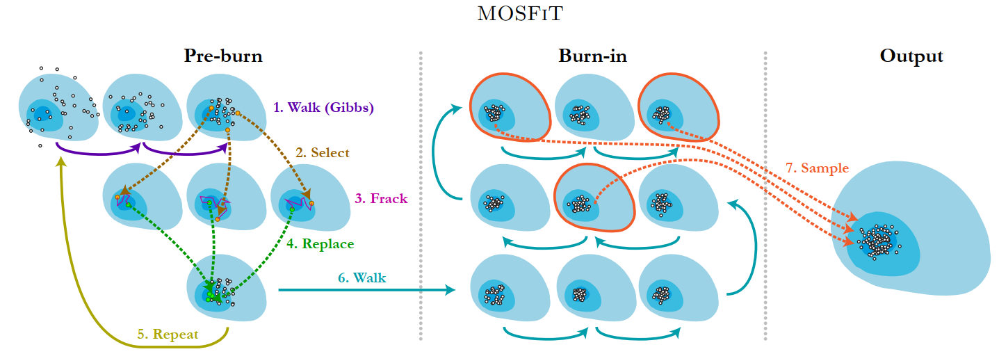 MOSFiT
Pre-burn
Burn-in
Output
1. Walk (Gibbs)
2. Select
3. Frack
4. Replace
5. Repeat
6. Walk
7. Sample